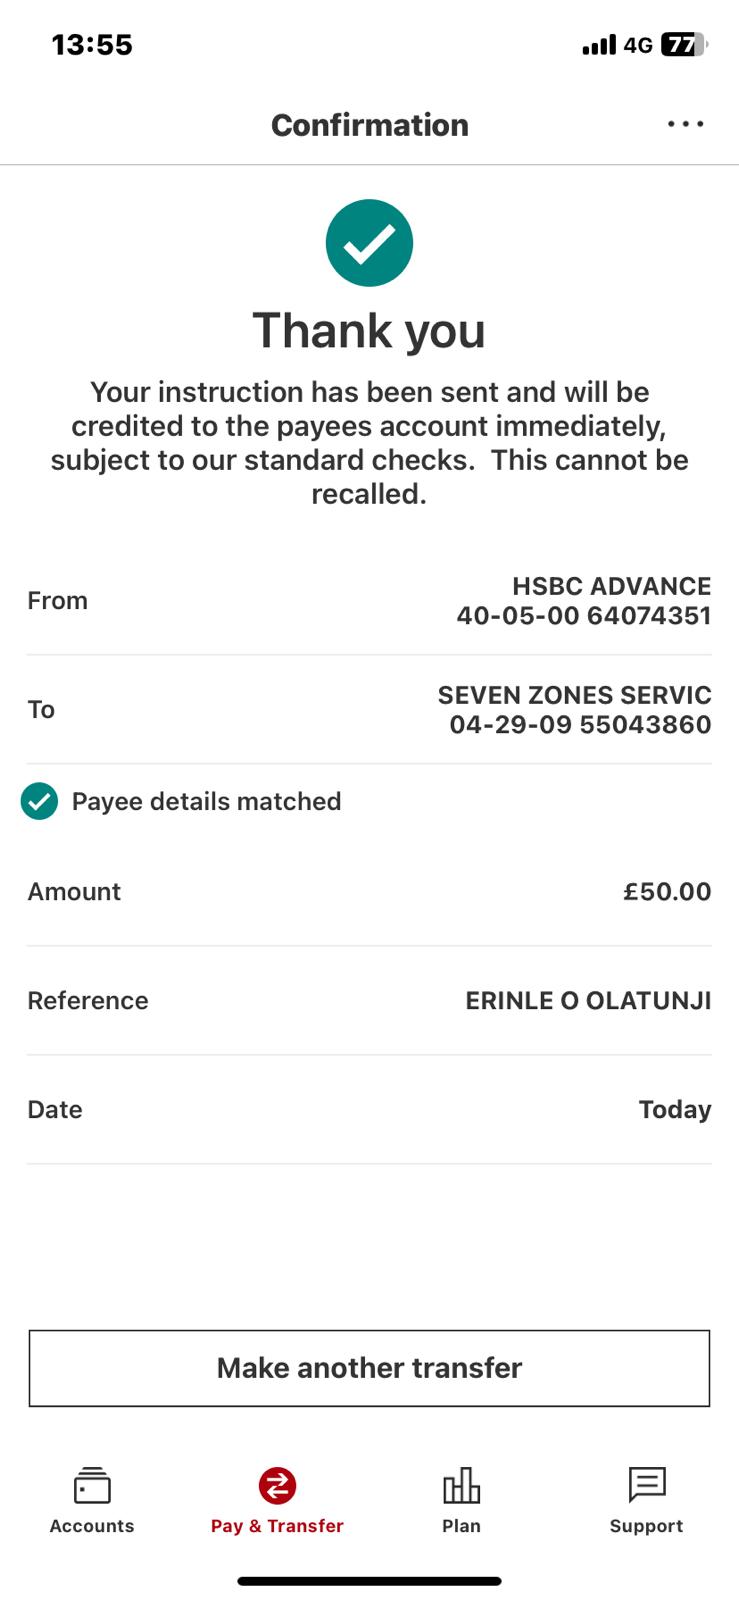 13:55
4G 77
Confirmation
Thank you
Your instruction has been sent and will be
credited to the payees account immediately,
subject to our standard checks.  This cannot be
recalled.
From
HSBC ADVANCE
40-05-00 64074351
To
SEVEN ZONES SERVIC
04-29-09 55043860
Payee details matched
Amount £50.00
Reference ERINLE O OLATUNJI
Date Today
Make another transfer
Accounts Pay & Transfer Plan Support